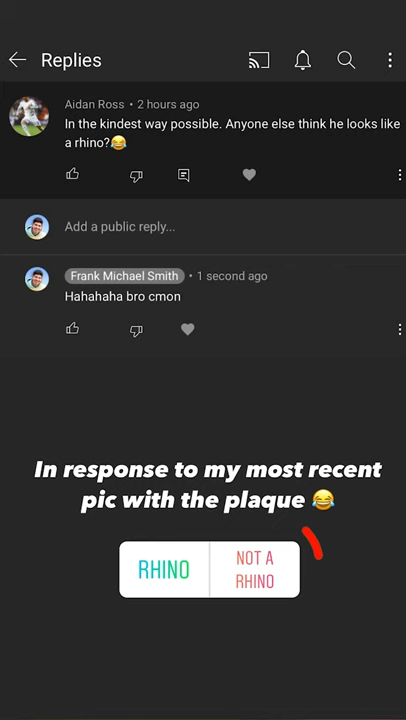 Replies
Aidan Ross • 2 hours ago
In the kindest way possible. Anyone else think he looks like
a rhino?😂
Add a public reply...
Frank Michael Smith • 1 second ago
Hahahaha bro cmon
In response to my most recent
pic with the plaque 😂
RHINO
NOT A
RHINO